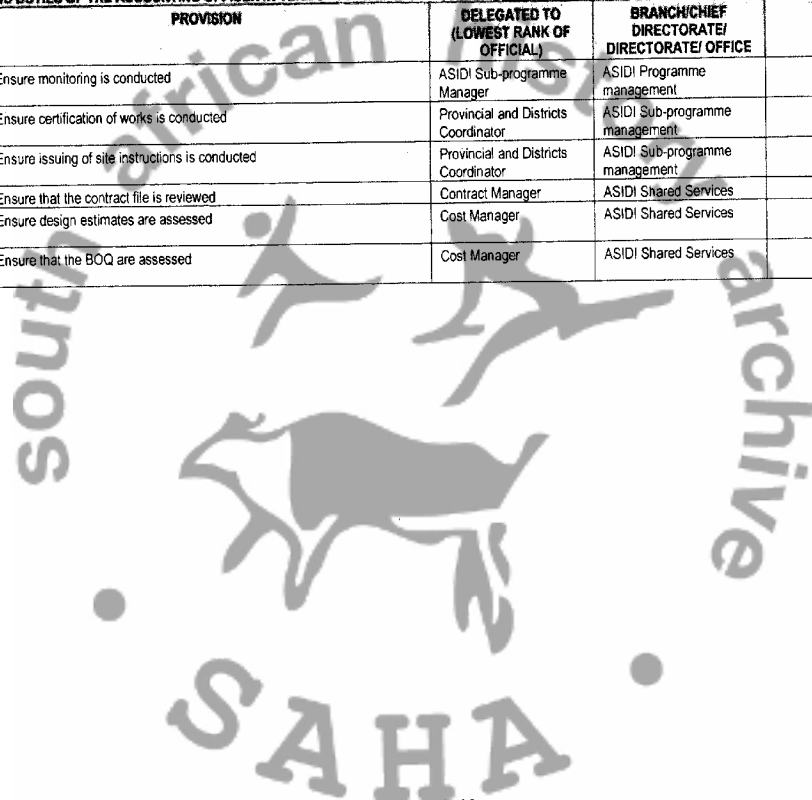 PROVISION
DELEGATED TO
(LOWEST RANK OF
OFFICIAL)
BRANCH/CHIEF
DIRECTORATE/
DIRECTORATE/ OFFICE
Ensure monitoring is conducted
ASIDI Sub-programme
Manager
ASIDI Programme
management
Ensure certification of works is conducted
Provincial and Districts
Coordinator
ASIDI Sub-programme
management
Ensure issuing of site instructions is conducted
Provincial and Districts
Coordinator
ASIDI Sub-programme
management
Ensure that the contract file is reviewed
Contract Manager
ASIDI Shared Services
Ensure design estimates are assessed
Cost Manager
ASIDI Shared Services
Ensure that the BOQ are assessed
Cost Manager
ASIDI Shared Services
south african history archive
SAHA